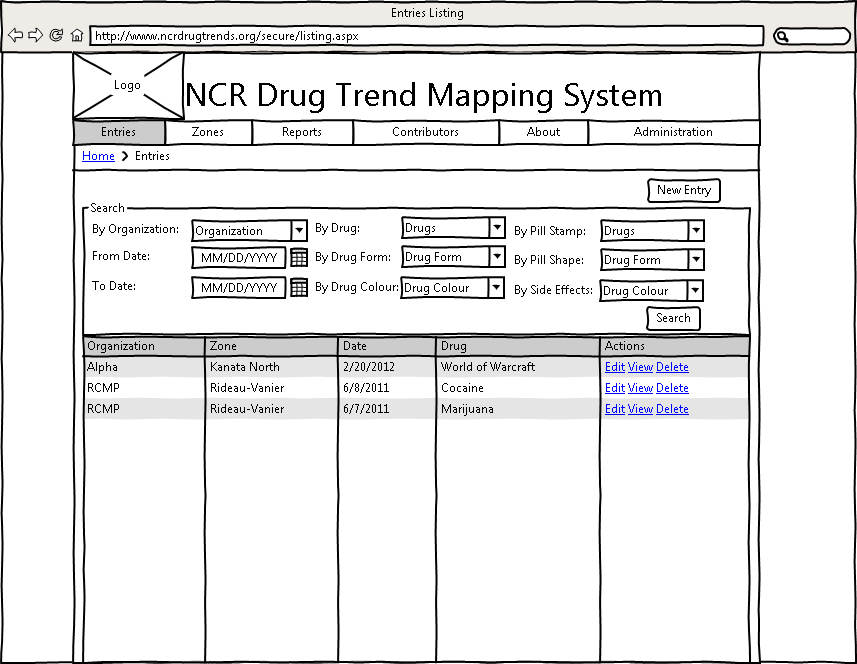 Entries Listing
http://www.ncrdrugtrends.org/secure/listing.aspx
Logo
NCR Drug Trend Mapping System
Entries Zones Reports Contributors About Administration
Home > Entries
New Entry
Search
By Organization: Organization By Drug: Drugs By Pill Stamp: Drugs
From Date: MM/DD/YYYY By Drug Form: Drug Form By Pill Shape: Drug Form
To Date: MM/DD/YYYY By Drug Colour: Drug Colour By Side Effects: Drug Colour
Search
Organization Zone Date Drug Actions
Alpha Kanata North 2/20/2012 World of Warcraft Edit View Delete
RCMP Rideau-Vanier 6/8/2011 Cocaine Edit View Delete
RCMP Rideau-Vanier 6/7/2011 Marijuana Edit View Delete